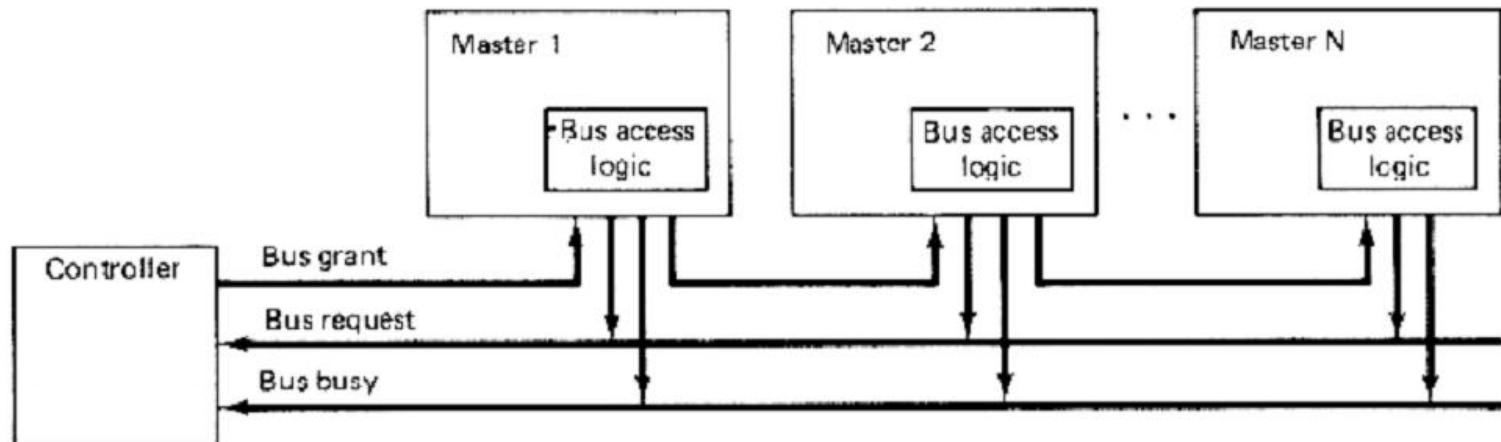 Master 1
Master 2
Master N
Bus access
logic
Bus access
logic
Bus access
logic
. . .
Controller
Bus grant
Bus request
Bus busy